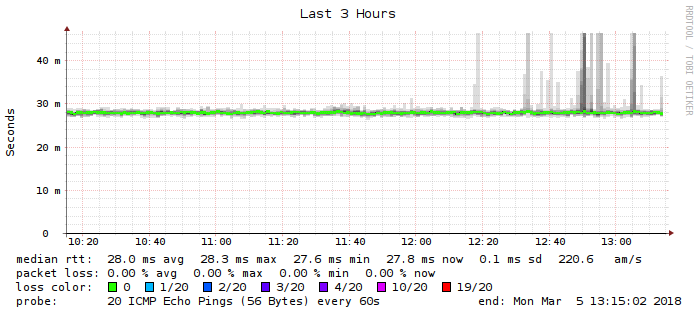 Last 3 Hours
RRDTOOL / TOBI OETIKER
Seconds
40 m
30 m
20 m
10 m
0
10:20 10:40 11:00 11:20 11:40 12:00 12:20 12:40 13:00
median rtt: 28.0 ms avg 28.3 ms max 27.6 ms min 27.8 ms now 0.1 ms sd 220.6 am/s
packet loss: 0.00 % avg 0.00 % max 0.00 % min 0.00 % now
loss color: 0 1/20 2/20 3/20 4/20 10/20 19/20
probe: 20 ICMP Echo Pings (56 Bytes) every 60s end: Mon Mar 5 13:15:02 2018